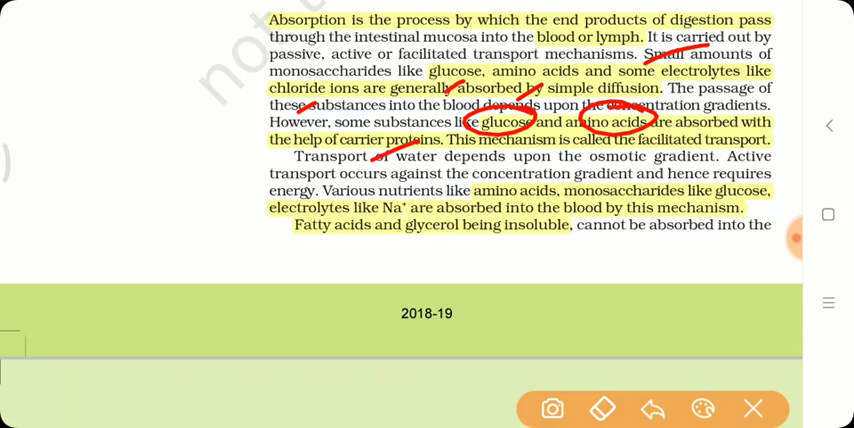 Absorption is the process by which the end products of digestion pass
through the intestinal mucosa into the blood or lymph. It is carried out by
passive, active or facilitated transport mechanisms. Small amounts of
monosaccharides like glucose, amino acids and some electrolytes like
chloride ions are generally absorbed by simple diffusion. The passage of
these substances into the blood depends upon the concentration gradients.
However, some substances like glucose and amino acids are absorbed with
the help of carrier proteins. This mechanism is called the facilitated transport.
Transport of water depends upon the osmotic gradient. Active
transport occurs against the concentration gradient and hence requires
energy. Various nutrients like amino acids, monosaccharides like glucose,
electrolytes like Na⁺ are absorbed into the blood by this mechanism.
Fatty acids and glycerol being insoluble, cannot be absorbed into the
2018-19
not